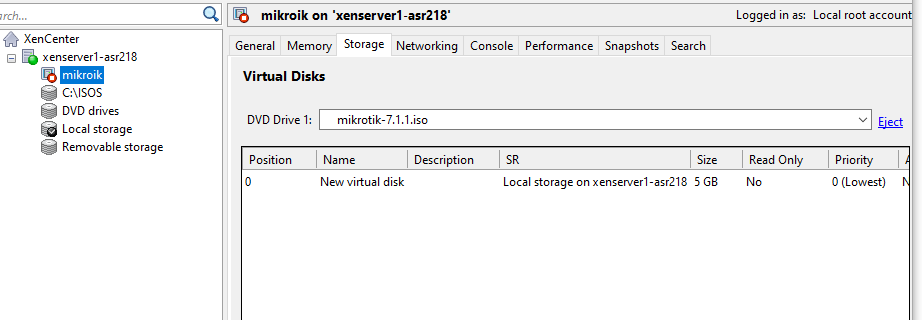 arch...
XenCenter
xenserver1-asr218
mikroik
C:\ISOS
DVD drives
Local storage
Removable storage
mikroik on 'xenserver1-asr218'
Logged in as: Local root account
General Memory Storage Networking Console Performance Snapshots Search
Virtual Disks
DVD Drive 1: mikrotik-7.1.1.iso Eject
Position Name Description SR Size Read Only Priority A
0 New virtual disk Local storage on xenserver1-asr218 5 GB No 0 (Lowest) N